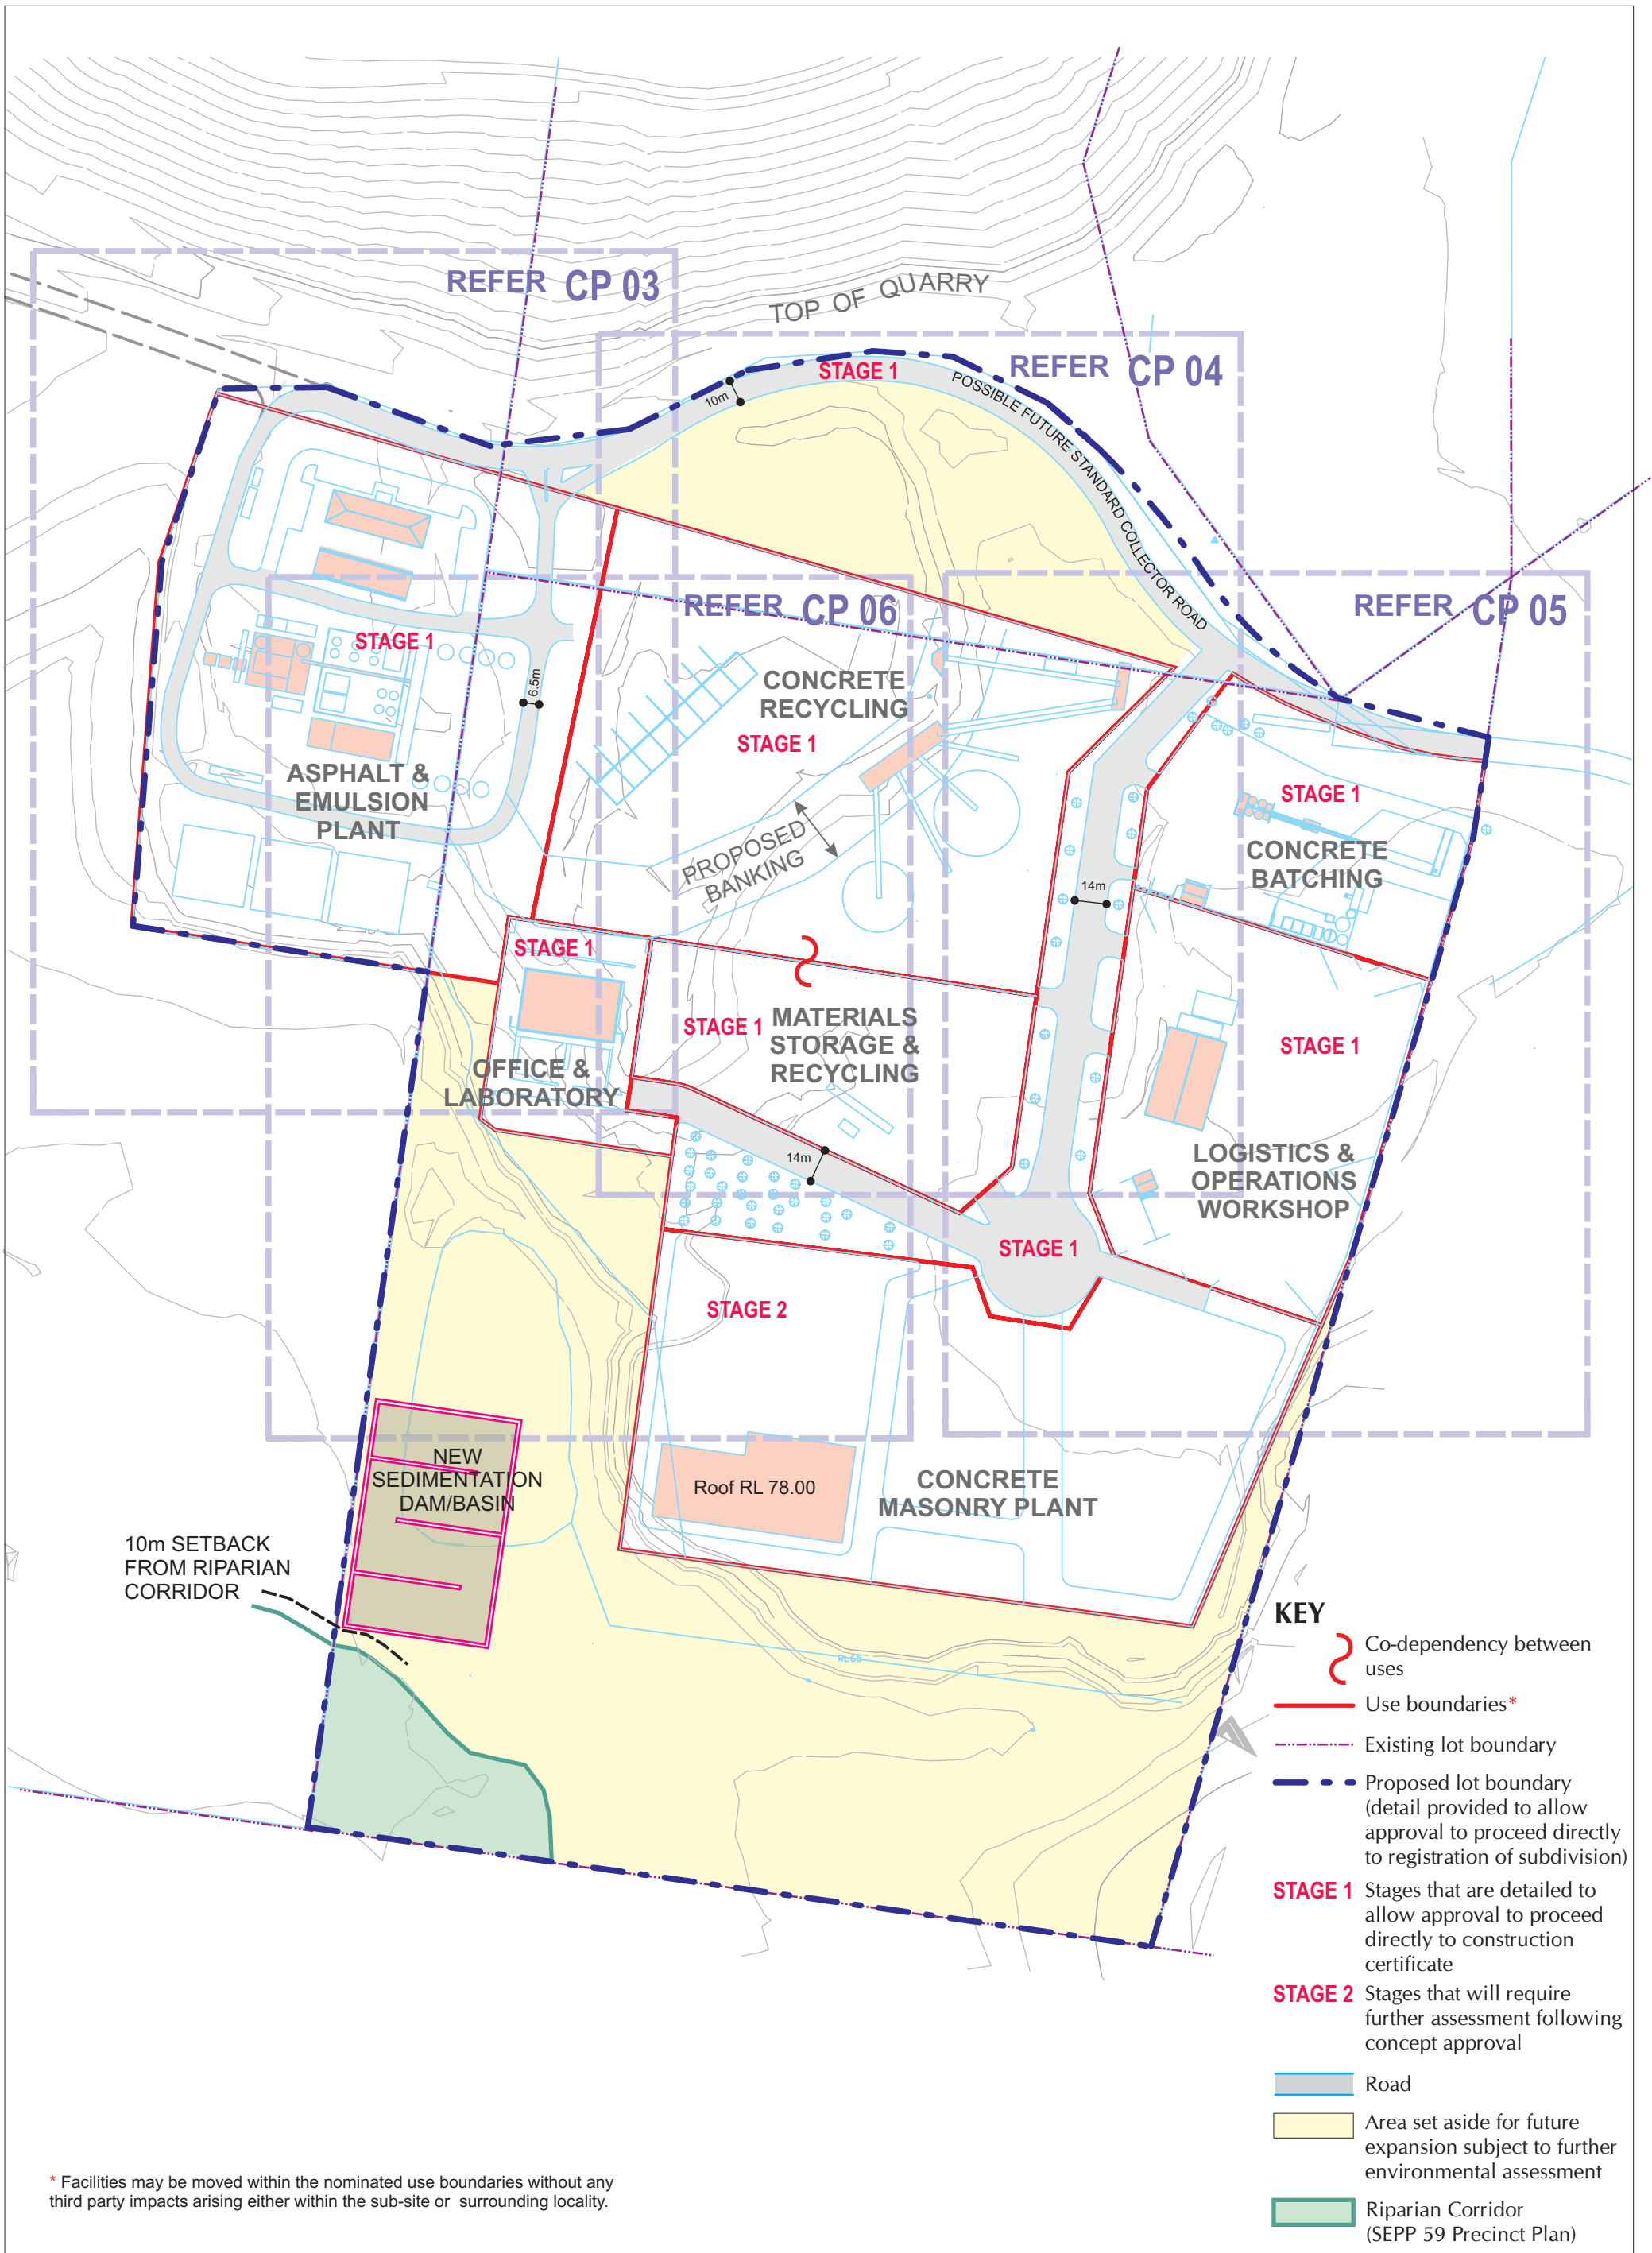 REFER CP 03
TOP OF QUARRY
REFER CP 04
STAGE 1
10m
POSSIBLE FUTURE STANDARD COLLECTOR ROAD
REFER CP 06
REFER CP 05
STAGE 1
6.5m
CONCRETE
RECYCLING
STAGE 1
ASPHALT &
EMULSION
PLANT
PROPOSED
BANKING
STAGE 1
CONCRETE
BATCHING
14m
STAGE 1
STAGE 1
MATERIALS
STORAGE &
RECYCLING
STAGE 1
OFFICE &
LABORATORY
14m
LOGISTICS &
OPERATIONS
WORKSHOP
STAGE 1
STAGE 2
NEW
SEDIMENTATION
DAM/BASIN
Roof RL 78.00
CONCRETE
MASONRY PLANT
10m SETBACK
FROM RIPARIAN
CORRIDOR
RL65
KEY
Co-dependency between
uses
Use boundaries*
Existing lot boundary
Proposed lot boundary
(detail provided to allow
approval to proceed directly
to registration of subdivision)
STAGE 1 Stages that are detailed to
allow approval to proceed
directly to construction
certificate
STAGE 2 Stages that will require
further assessment following
concept approval
Road
Area set aside for future
expansion subject to further
environmental assessment
Riparian Corridor
(SEPP 59 Precinct Plan)
* Facilities may be moved within the nominated use boundaries without any
third party impacts arising either within the sub-site or surrounding locality.